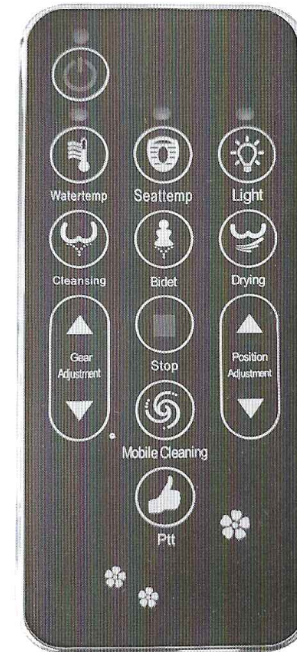 Watertemp
Seattemp
Light
Cleansing
Bidet
Drying
Gear
Adjustment
Stop
Position
Adjustment
Mobile Cleaning
Ptt